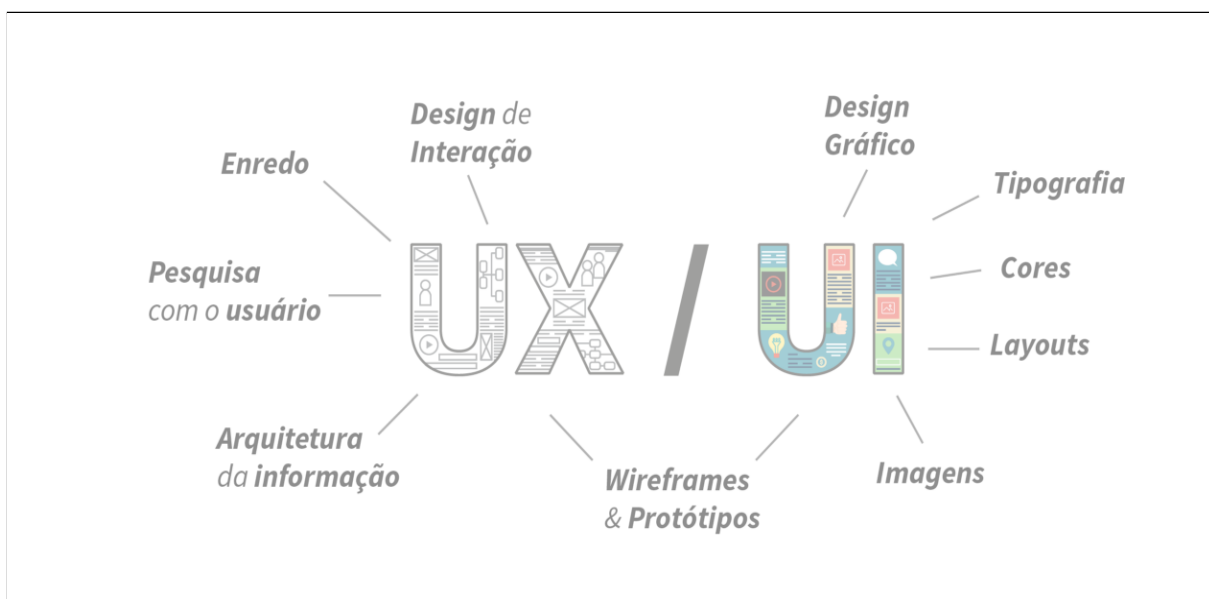 Design de
Interação
Design
Gráfico
Enredo
Tipografia
Pesquisa
com o usuário
UX / UI
Cores
Layouts
Arquitetura
da informação
Wireframes
& Protótipos
Imagens